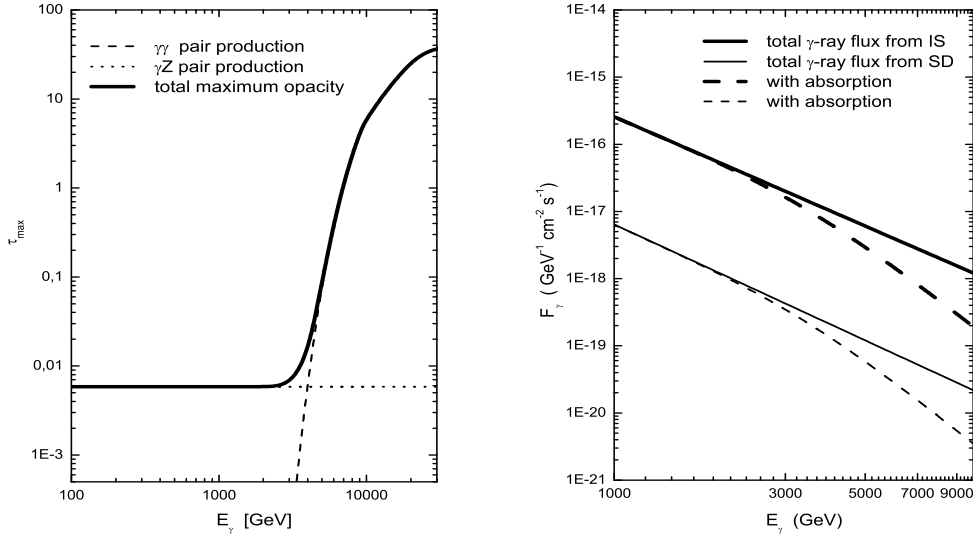 100
10
1
0,1
0,01
1E-3
τmax
γγ pair production
γZ pair production
total maximum opacity
100
1000
10000
Eγ [GeV]
1E-14
1E-15
1E-16
1E-17
1E-18
1E-19
1E-20
1E-21
Fγ ( GeV-1 cm-2 s-1)
total γ-ray flux from IS
total γ-ray flux from SD
with absorption
with absorption
1000
3000
5000
7000
9000
Eγ (GeV)